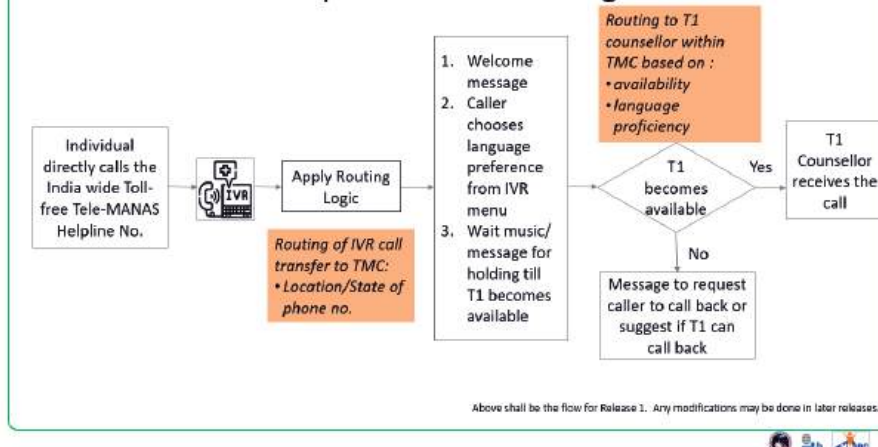 Individual
directly calls the
India wide Toll-
free Tele-MANAS
Helpline No.
IVR
Apply Routing
Logic
Routing of IVR call
transfer to TMC:
•Location/State of
phone no.
1. Welcome
message
2. Caller
chooses
language
preference
from IVR
menu
3. Wait music/
message for
holding till
T1 becomes
available
Routing to T1
counsellor within
TMC based on :
•availability
•language
proficiency
T1
becomes
available
Yes
No
T1
Counsellor
receives the
call
Message to request
caller to call back or
suggest if T1 can
call back
Above shall be the flow for Release 1. Any modifications may be done in later releases.